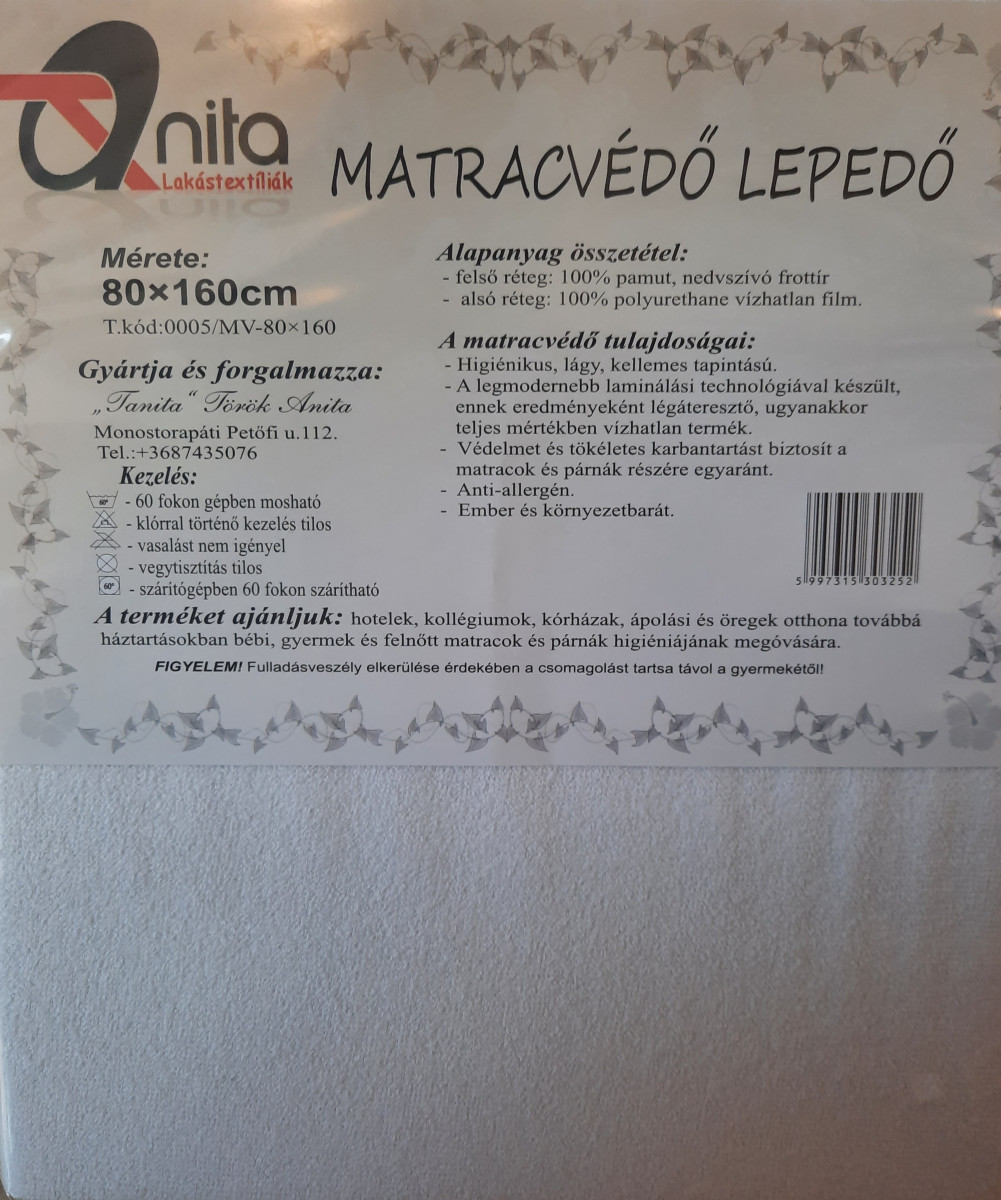 Anita
Lakástextíliák
MATRACVÉDŐ LEPEDŐ
Mérete:
80×160cm
T.kód:0005/MV-80×160
Gyártja és forgalmazza:
„Tanita“ Török Anita
Monostorapáti Petőfi u.112.
Tel.:+3687435076
Kezelés:
60° - 60 fokon gépben mosható
- klórral történő kezelés tilos
- vasalást nem igényel
- vegytisztítás tilos
60° - szárítógépben 60 fokon szárítható
Alapanyag összetétel:
- felső réteg: 100% pamut, nedvszívó frottír
- alsó réteg: 100% polyurethane vízhatlan film.
A matracvédő tulajdoságai:
- Higiénikus, lágy, kellemes tapintású.
- A legmodernebb laminálási technológiával készült,
ennek eredményeként légáteresztő, ugyanakkor
teljes mértékben vízhatlan termék.
- Védelmet és tökéletes karbantartást biztosít a
matracok és párnák részére egyaránt.
- Anti-allergén.
- Ember és környezetbarát.
5 997315 303252
A terméket ajánljuk: hotelek, kollégiumok, kórházak, ápolási és öregek otthona továbbá
háztartásokban bébi, gyermek és felnőtt matracok és párnák higiéniájának megóvására.
FIGYELEM! Fulladásveszély elkerülése érdekében a csomagolást tartsa távol a gyermekétől!